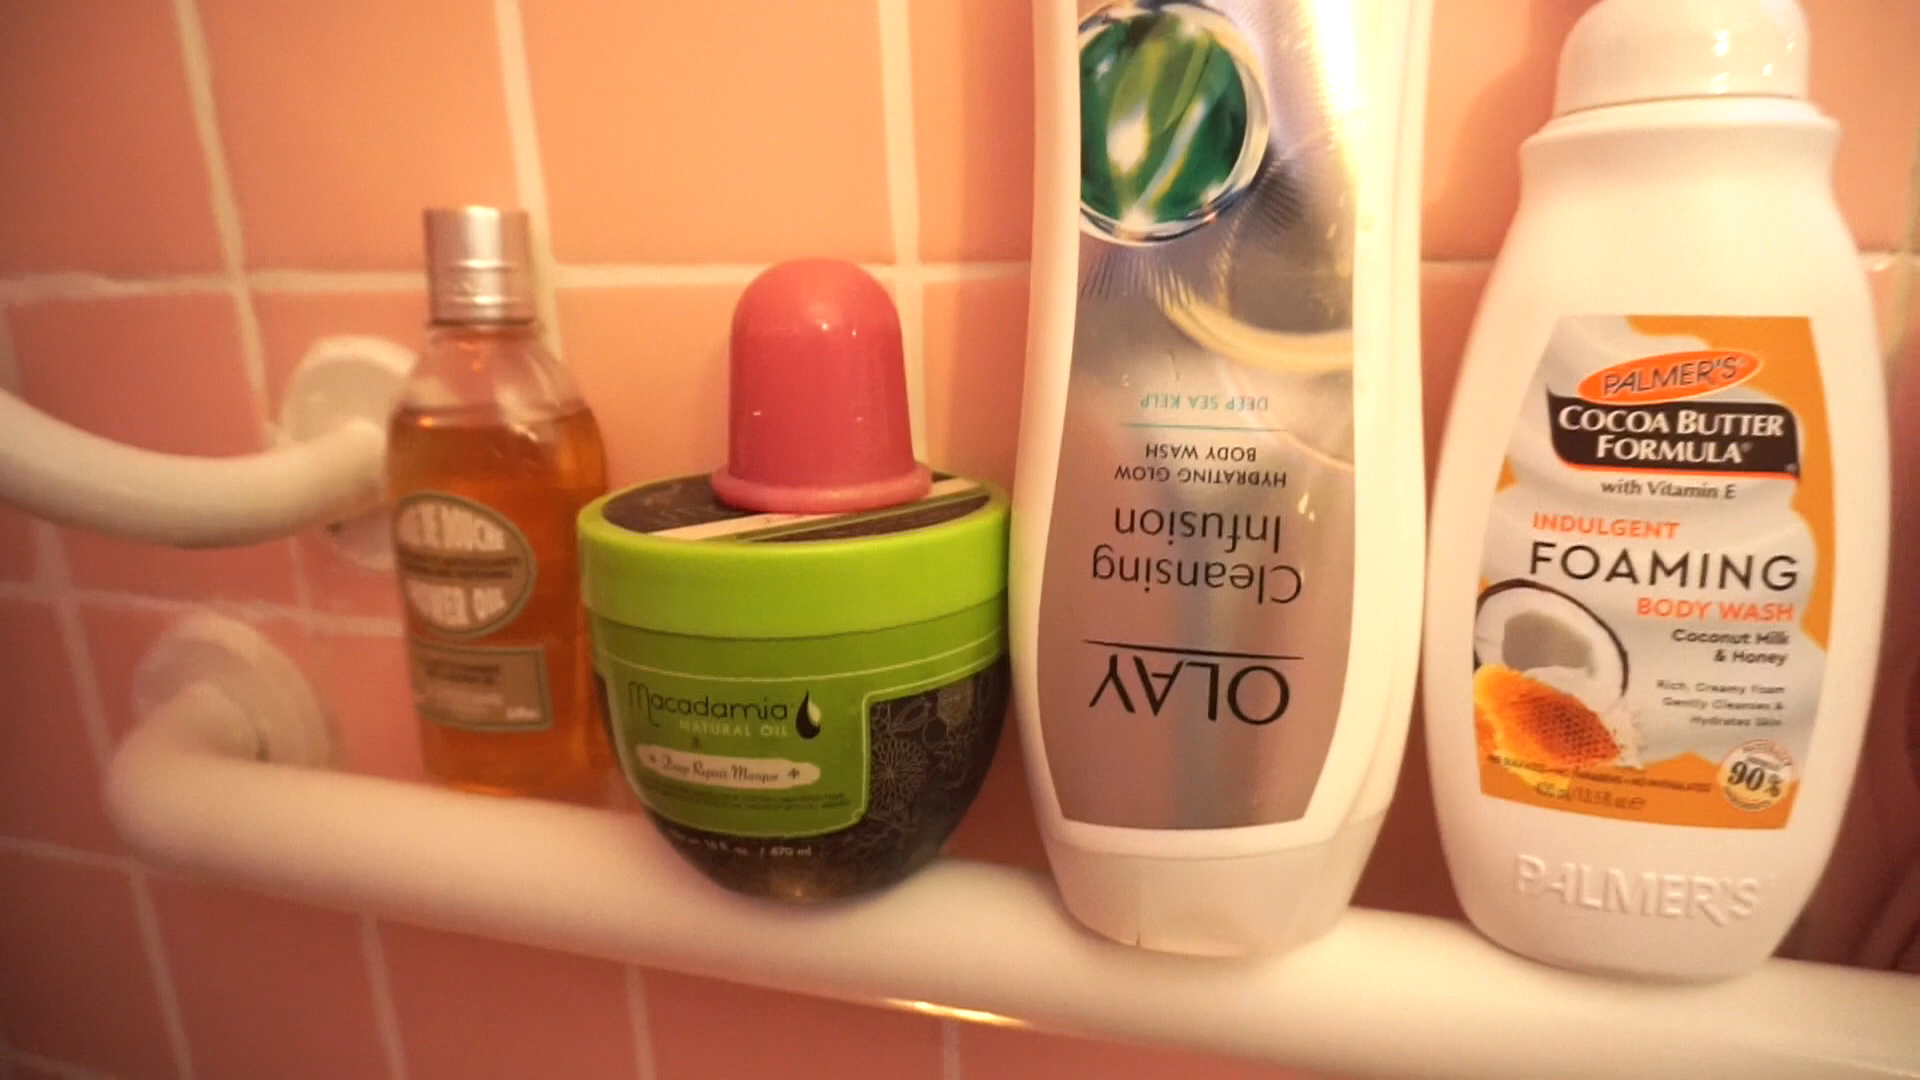 DOUCHE
SHOWER OIL
Macadamia
NATURAL OIL
Deep Repair Masque
470 ml
DEEP SEA KELP
BODY WASH
HYDRATING GLOW
Infusion
Cleansing
OLAY
PALMER'S
COCOA BUTTER
FORMULA®
with Vitamin E
INDULGENT
FOAMING
BODY WASH
Coconut Milk
& Honey
Rich, Creamy foam
Gently Cleanses &
Hydrates Skin
90%
PALMER'S